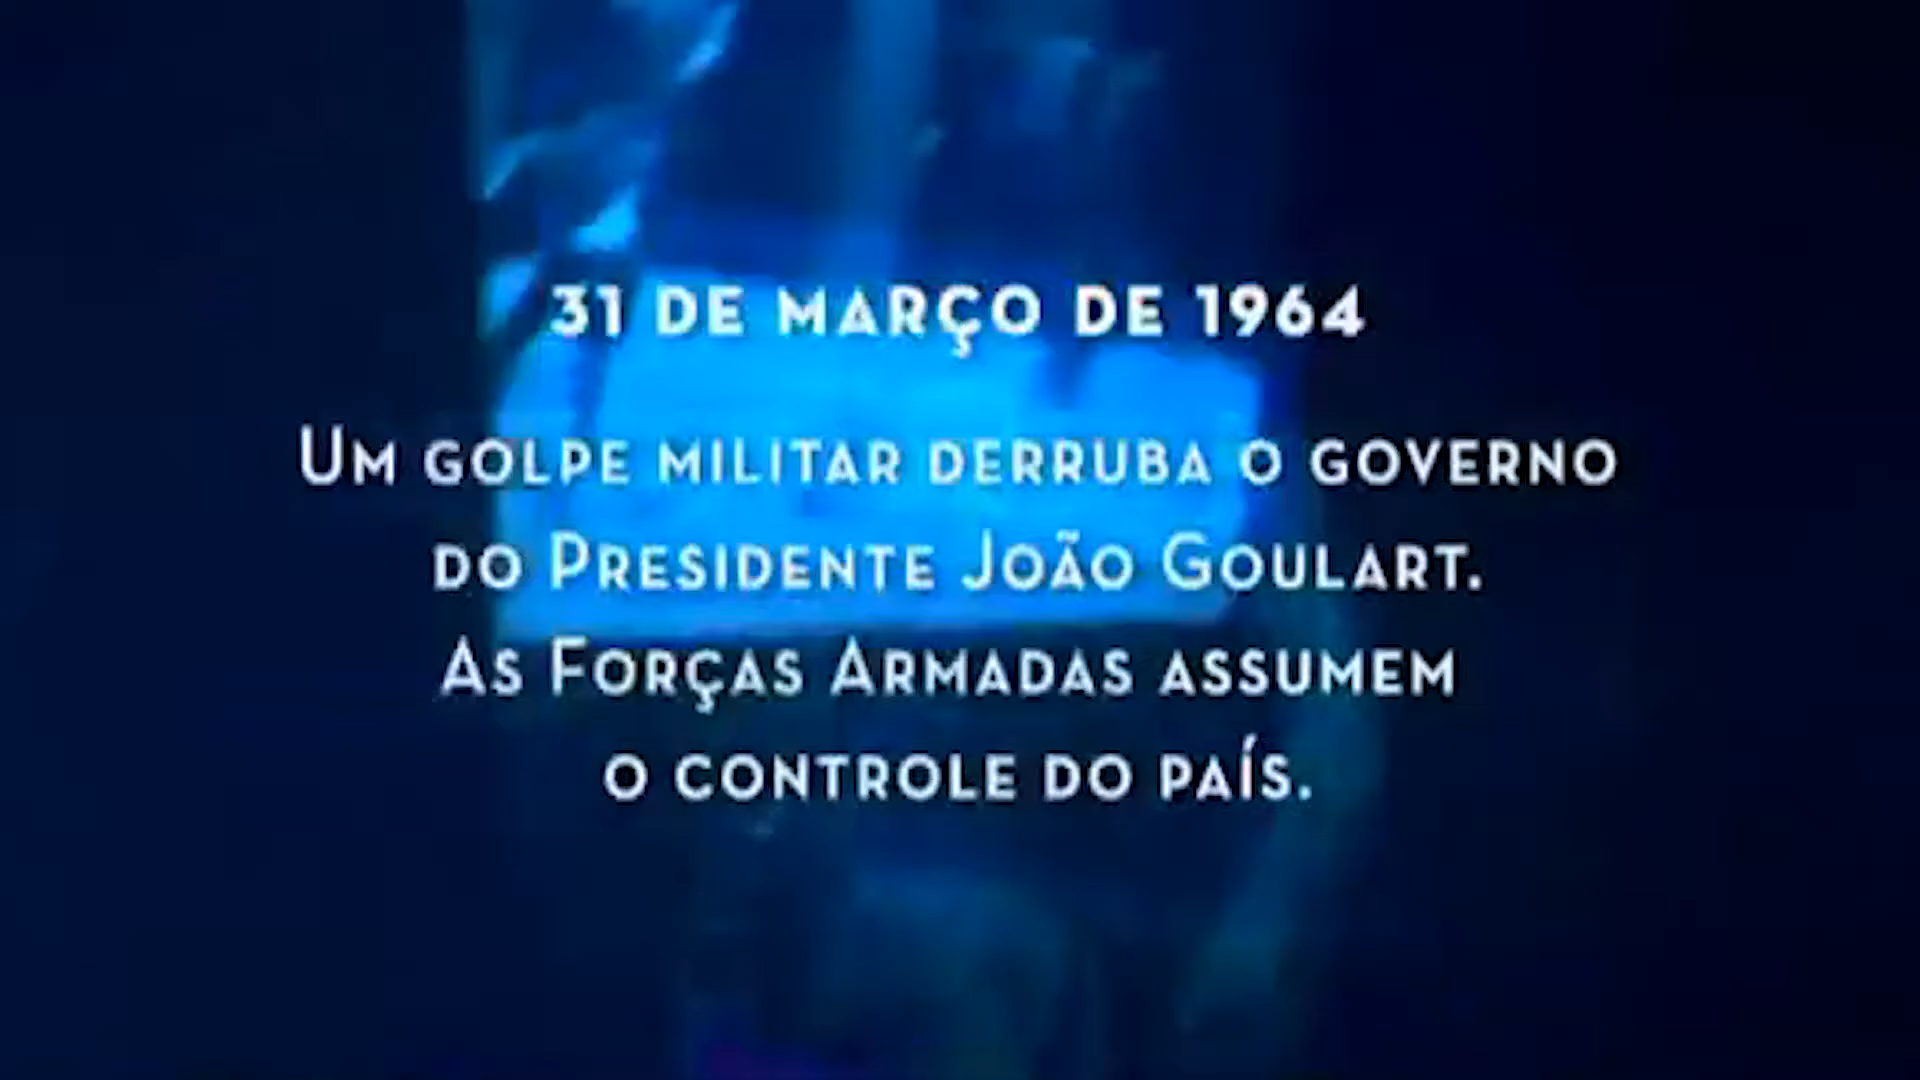 31 DE MARÇO DE 1964
UM GOLPE MILITAR DERRUBA O GOVERNO
DO PRESIDENTE JOÃO GOULART.
AS FORÇAS ARMADAS ASSUMEM
O CONTROLE DO PAÍS.